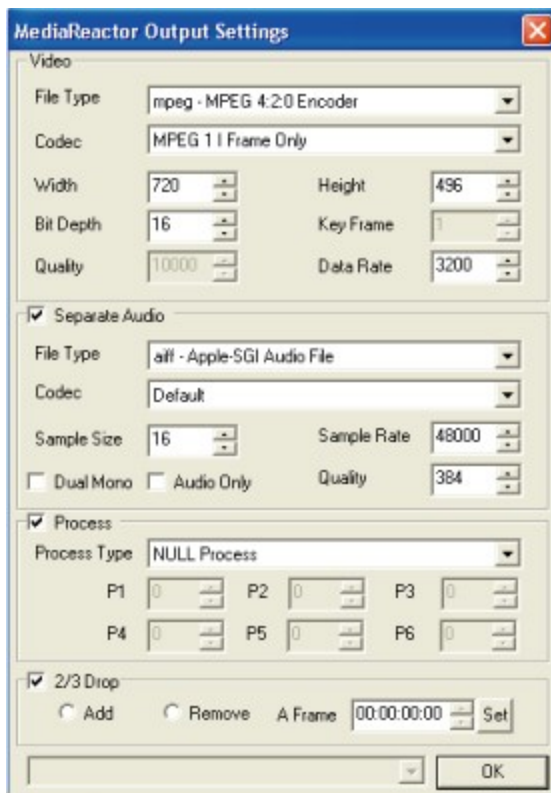 MediaReactor Output Settings
Video
File Type mpeg - MPEG 4:2:0 Encoder
Codec MPEG 1 I Frame Only
Width 720 Height 496
Bit Depth 16 Key Frame 1
Quality 10000 Data Rate 3200
Separate Audio
File Type aiff - Apple-SGI Audio File
Codec Default
Sample Size 16 Sample Rate 48000
Dual Mono Audio Only Quality 384
Process
Process Type NULL Process
P1 0 P2 0 P3 0
P4 0 P5 0 P6 0
2/3 Drop
Add Remove A Frame 00:00:00:00 Set
OK